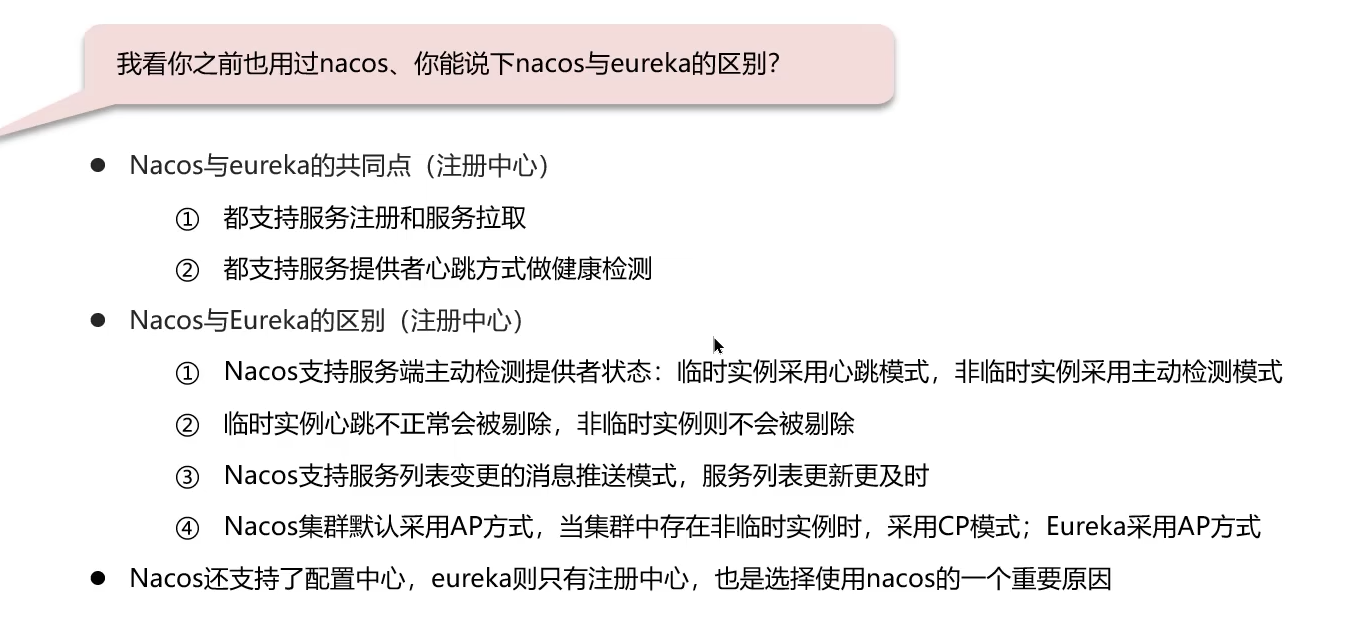 我看你之前也用过nacos、你能说下nacos与eureka的区别?
● Nacos与eureka的共同点（注册中心）
① 都支持服务注册和服务拉取
② 都支持服务提供者心跳方式做健康检测
● Nacos与Eureka的区别（注册中心）
① Nacos支持服务端主动检测提供者状态：临时实例采用心跳模式，非临时实例采用主动检测模式
② 临时实例心跳不正常会被剔除，非临时实例则不会被剔除
③ Nacos支持服务列表变更的消息推送模式，服务列表更新更及时
④ Nacos集群默认采用AP方式，当集群中存在非临时实例时，采用CP模式；Eureka采用AP方式
● Nacos还支持了配置中心，eureka则只有注册中心，也是选择使用nacos的一个重要原因